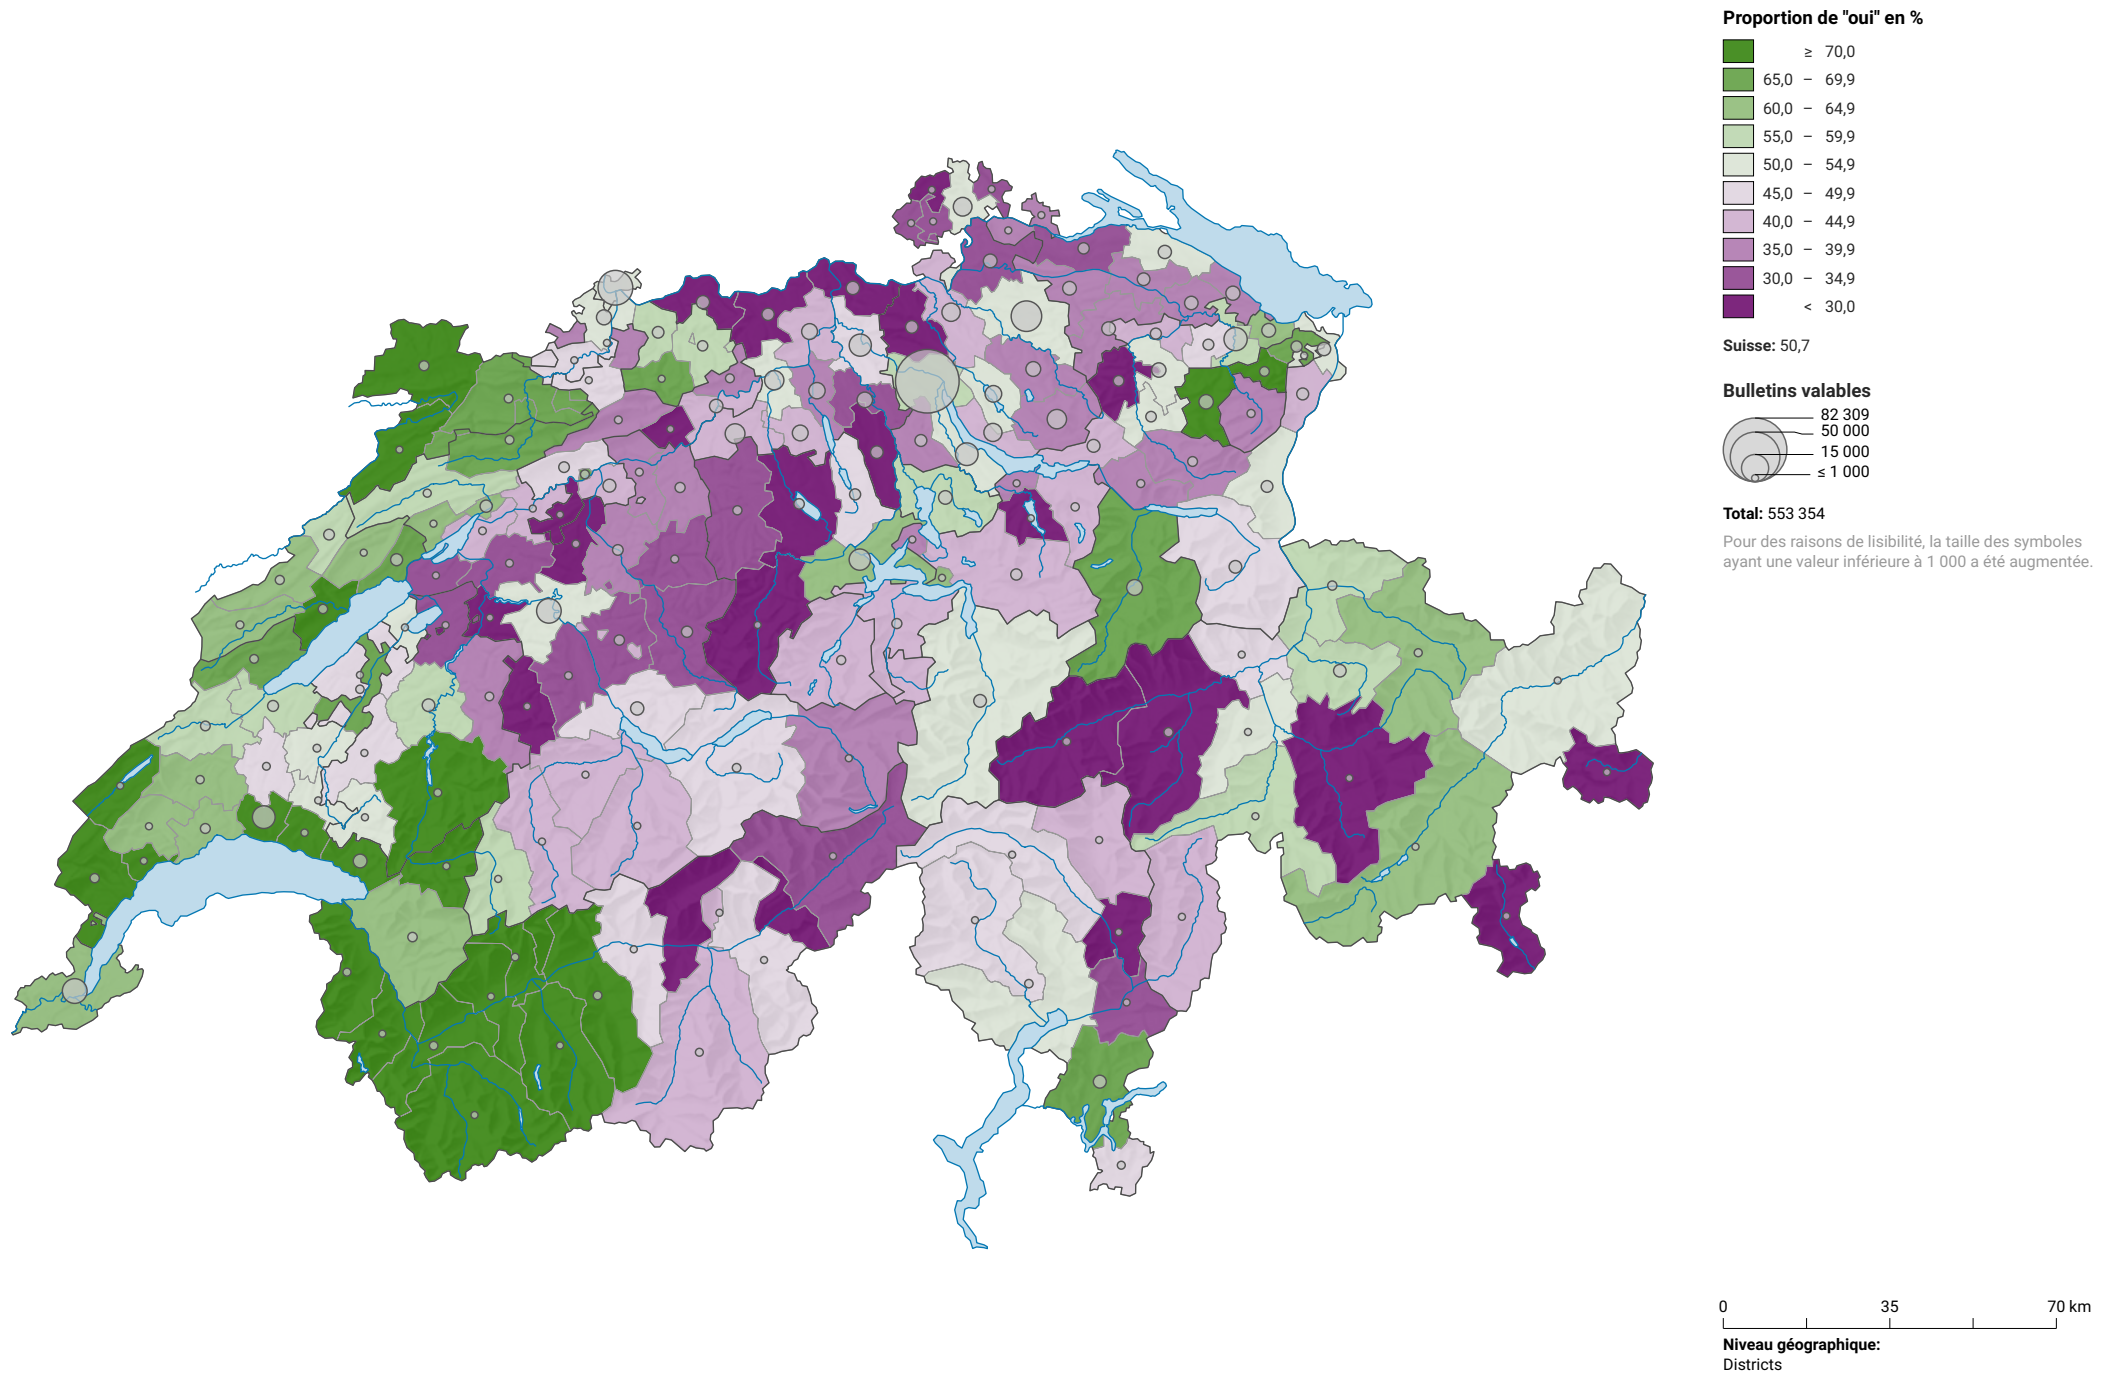 Proportion de "oui" en %
≥ 70,0
65,0 – 69,9
60,0 – 64,9
55,0 – 59,9
50,0 – 54,9
45,0 – 49,9
40,0 – 44,9
35,0 – 39,9
30,0 – 34,9
< 30,0
Suisse: 50,7
Bulletins valables
82 309
50 000
15 000
≤ 1 000
Total: 553 354
Pour des raisons de lisibilité, la taille des symboles
ayant une valeur inférieure à 1 000 a été augmentée.
0 35 70 km
Niveau géographique:
Districts